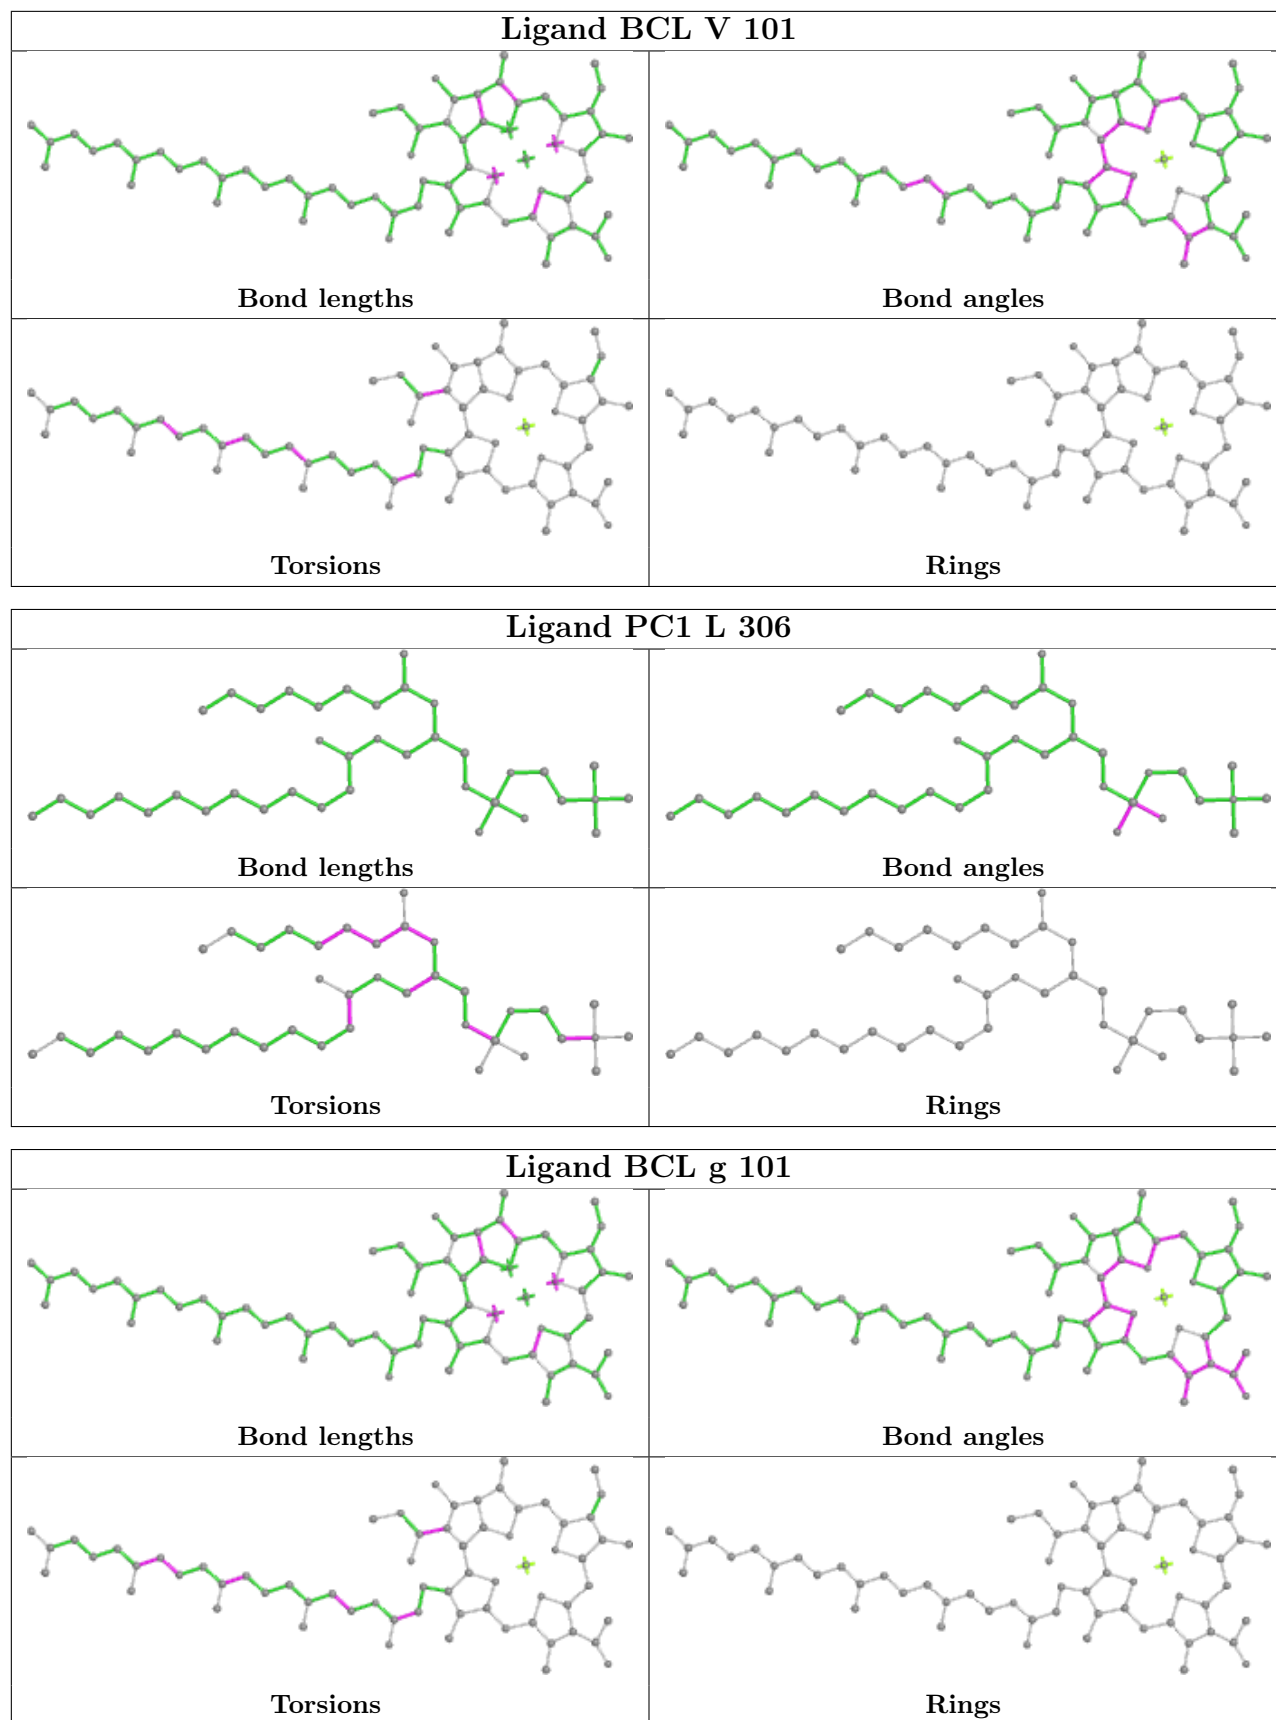 Ligand BCL V 101
Bond lengths
Bond angles
Torsions
Rings
Ligand PC1 L 306
Bond lengths
Bond angles
Torsions
Rings
Ligand BCL g 101
Bond lengths
Bond angles
Torsions
Rings